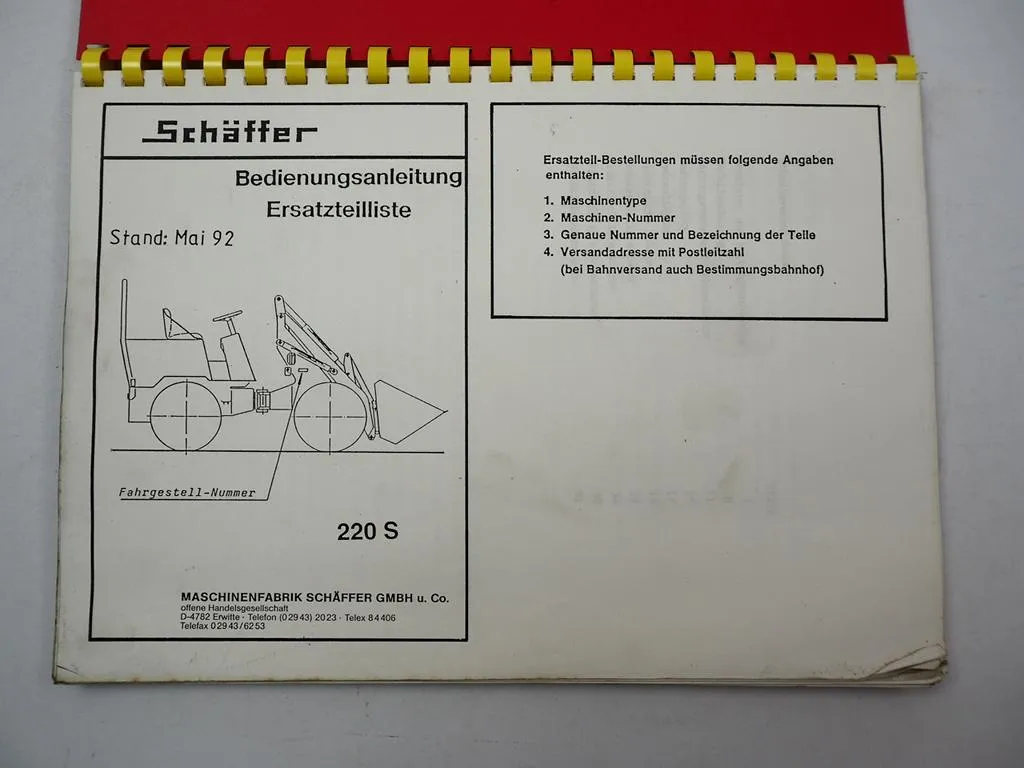 Schäffer
Bedienungsanleitung
Ersatzteilliste
Stand: Mai 92
Fahrgestell-Nummer
220 S
MASCHINENFABRIK SCHÄFFER GMBH u. Co.
offene Handelsgesellschaft
D-4782 Erwitte · Telefon (02943) 2023 · Telex 84406
Telefax 02943/6253
Ersatzteil-Bestellungen müssen folgende Angaben
enthalten:
1. Maschinentype
2. Maschinen-Nummer
3. Genaue Nummer und Bezeichnung der Teile
4. Versandadresse mit Postleitzahl
(bei Bahnversand auch Bestimmungsbahnhof)